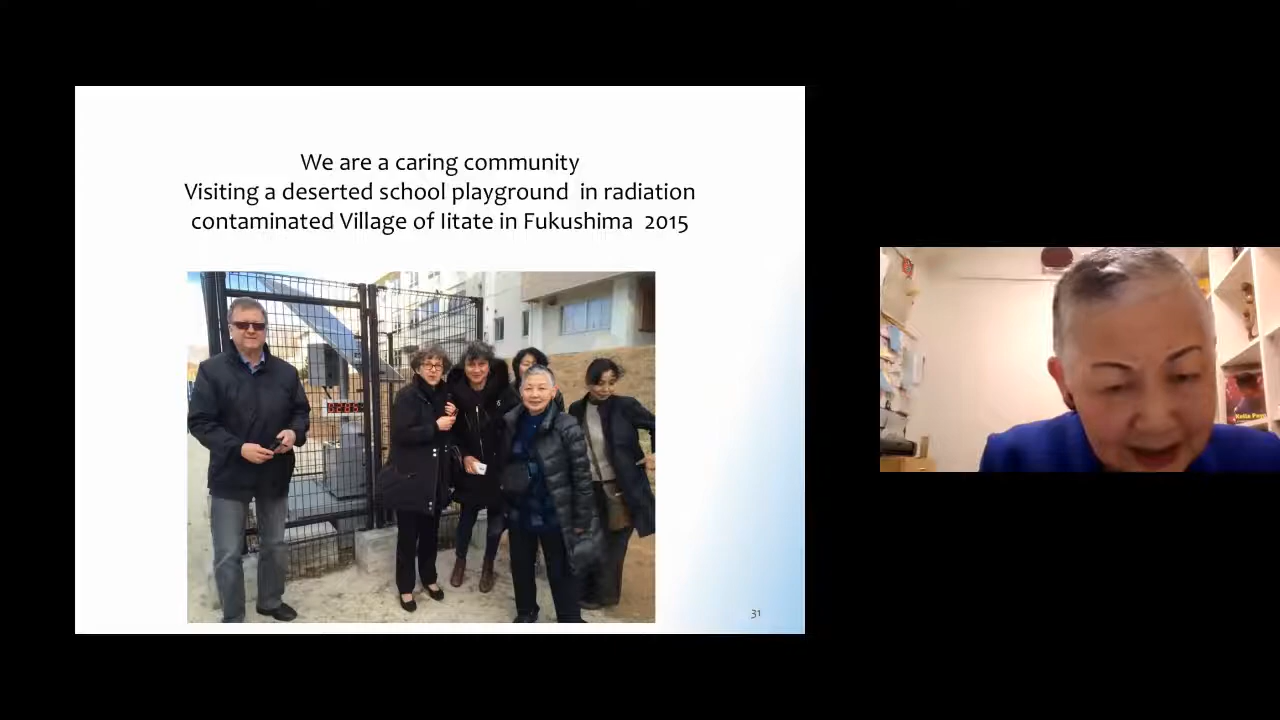 We are a caring community
Visiting a deserted school playground in radiation
contaminated Village of Iitate in Fukushima 2015
31